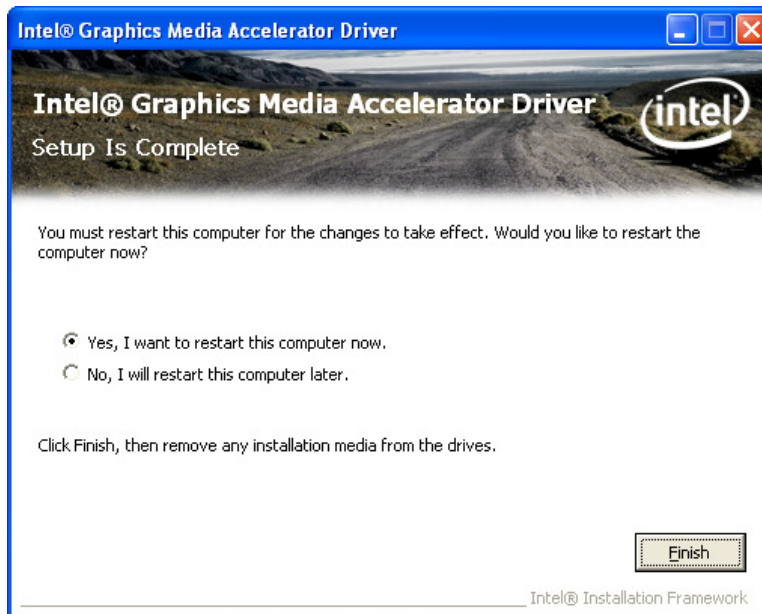 Intel® Graphics Media Accelerator Driver
Intel® Graphics Media Accelerator Driver
intel
Setup Is Complete
You must restart this computer for the changes to take effect. Would you like to restart the
computer now?
Yes, I want to restart this computer now.
No, I will restart this computer later.
Click Finish, then remove any installation media from the drives.
Finish
Intel® Installation Framework